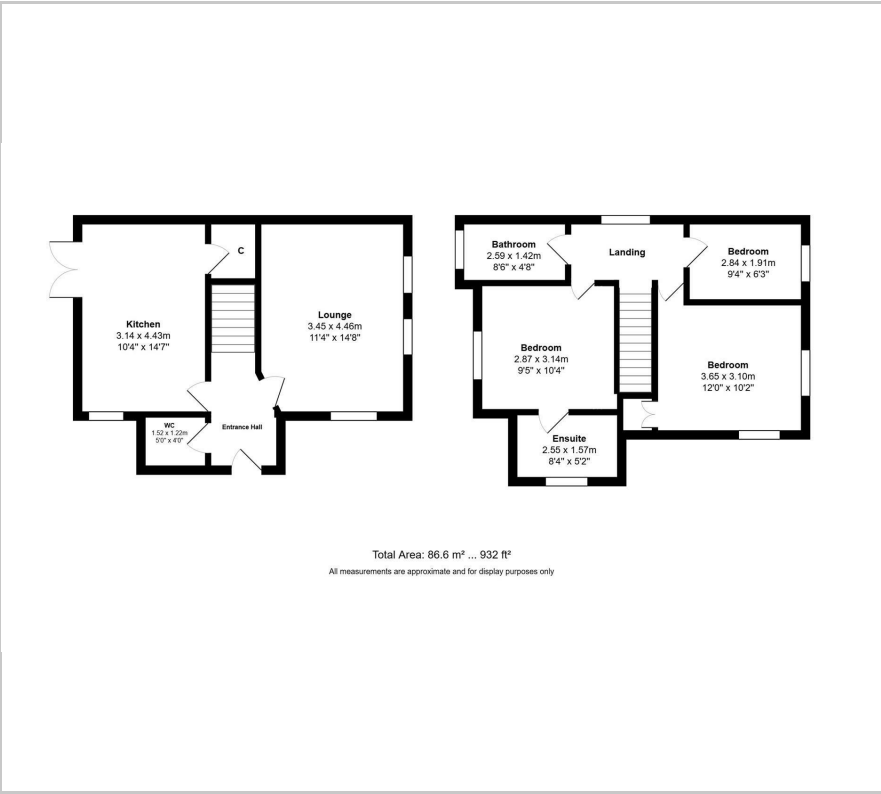 C
Kitchen
3.14 x 4.43m
10'4" x 14'7"
Lounge
3.45 x 4.46m
11'4" x 14'8"
WC
1.52 x 1.22m
5'0" x 4'0"
Entrance Hall
Bathroom
2.59 x 1.42m
8'6" x 4'8"
Landing
Bedroom
2.84 x 1.91m
9'4" x 6'3"
Bedroom
2.87 x 3.14m
9'5" x 10'4"
Bedroom
3.65 x 3.10m
12'0" x 10'2"
Ensuite
2.55 x 1.57m
8'4" x 5'2"
Total Area: 86.6 m² ... 932 ft²
All measurements are approximate and for display purposes only